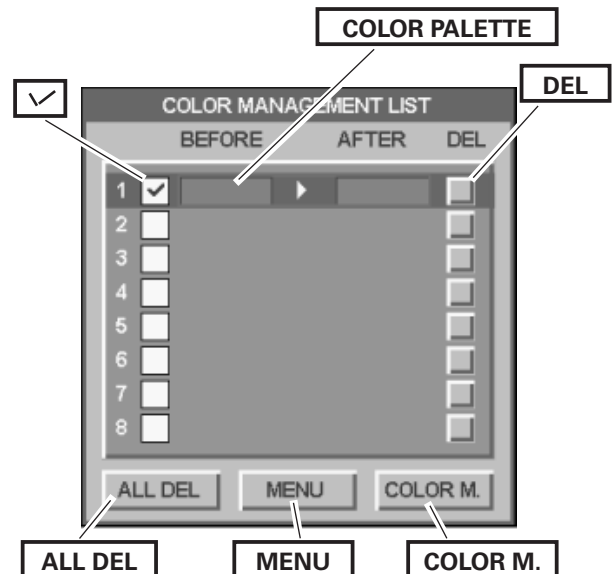 COLOR PALETTE
✓
DEL
COLOR MANAGEMENT LIST
BEFORE AFTER DEL
1
2
3
4
5
6
7
8
ALL DEL MENU COLOR M.
ALL DEL MENU COLOR M.